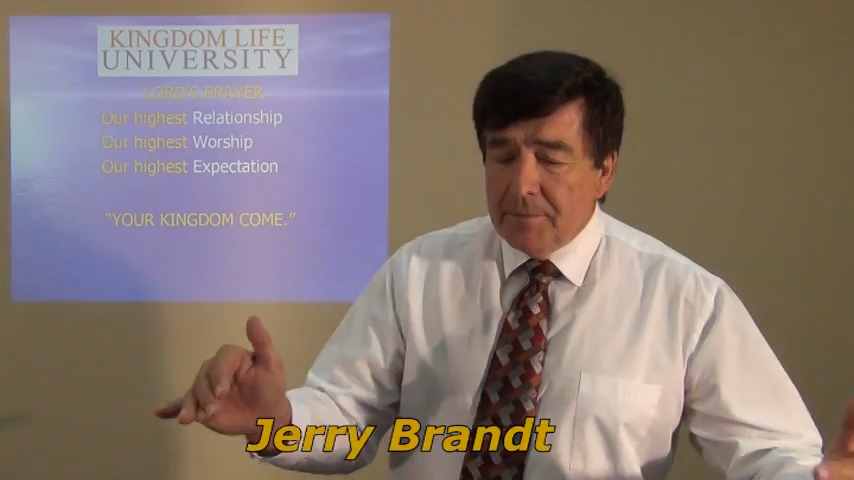 KINGDOM LIFE
UNIVERSITY
LORD'S PRAYER
Our highest Relationship
Our highest Worship
Our highest Expectation
"YOUR KINGDOM COME."
Jerry Brandt